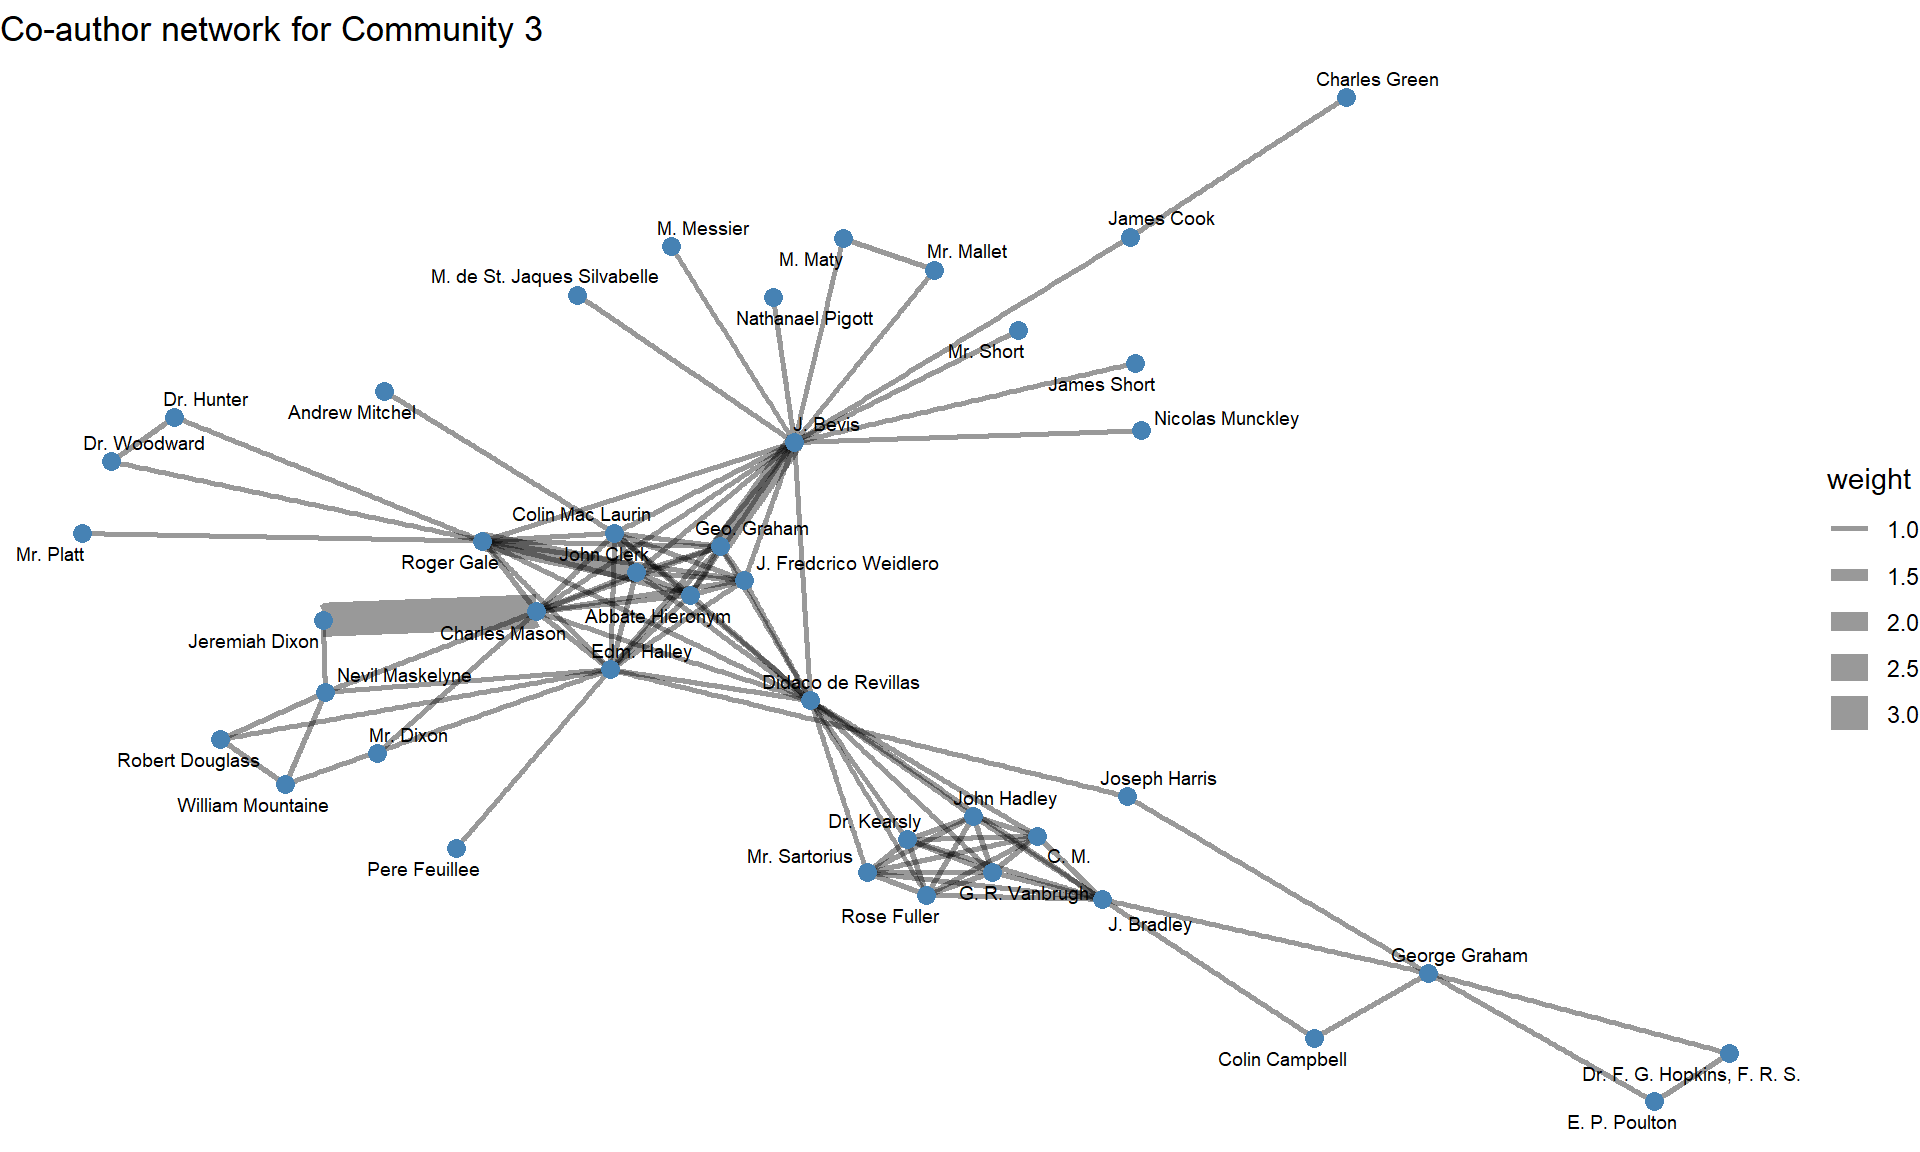 Co-author network for Community 3
Charles Green
James Cook
M. Messier
M. Maty
Mr. Mallet
M. de St. Jaques Silvabelle
Nathanael Pigott
Mr. Short
James Short
Nicolas Munckley
Dr. Hunter
Andrew Mitchel
J. Bevis
Dr. Woodward
weight
Colin Mac Laurin
Geo. Graham
1.0
Mr. Platt
Roger Gale
John Clerk
J. Fredcrico Weidlero
1.5
Abbate Hieronym
2.0
Jeremiah Dixon
Charles Mason
Edm. Halley
2.5
Nevil Maskelyne
Didaco de Revillas
3.0
Mr. Dixon
Robert Douglass
Joseph Harris
William Mountaine
John Hadley
Dr. Kearsly
Mr. Sartorius
C. M.
Pere Feuillee
G. R. Vanbrugh
Rose Fuller
J. Bradley
George Graham
Colin Campbell
Dr. F. G. Hopkins, F. R. S.
E. P. Poulton